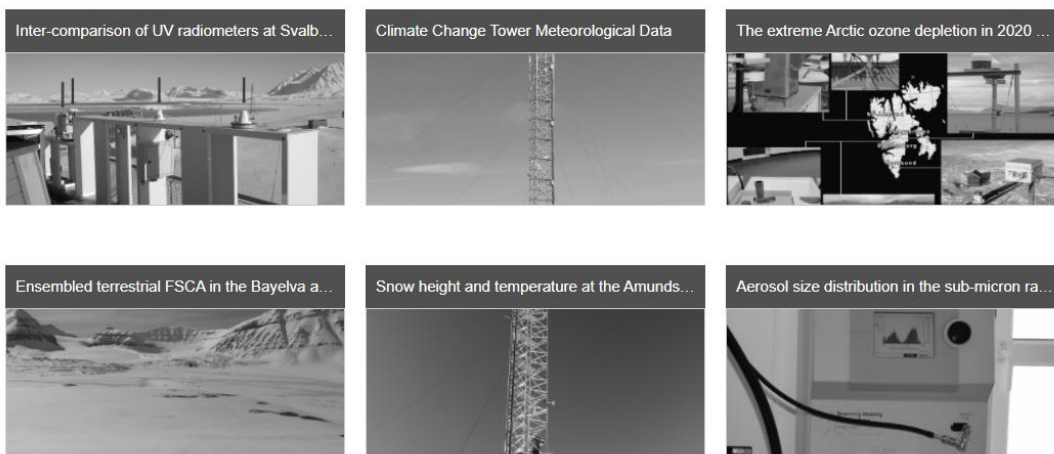 Inter-comparison of UV radiometers at Svalb...
Climate Change Tower Meteorological Data
The extreme Arctic ozone depletion in 2020 ...
Ensembled terrestrial FSCA in the Bayelva a...
Snow height and temperature at the Amunds...
Aerosol size distribution in the sub-micron ra...